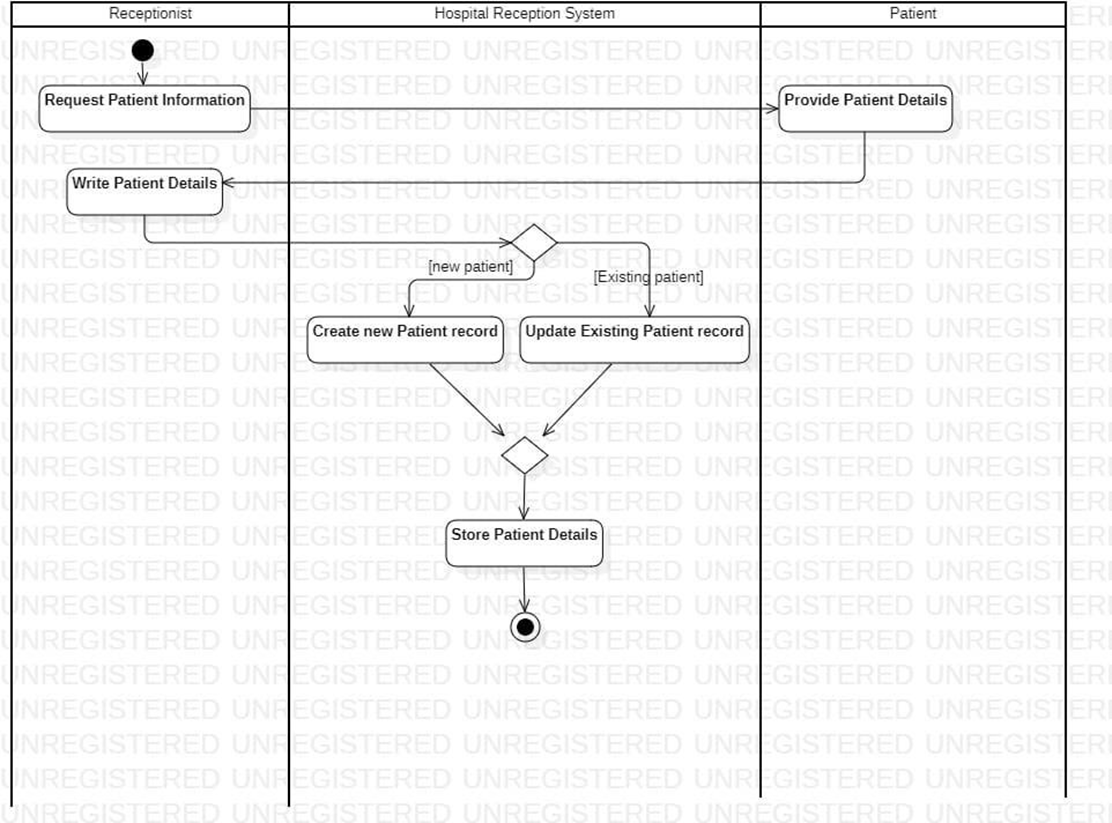 Receptionist
Hospital Reception System
Patient
Request Patient Information
Provide Patient Details
Write Patient Details
[new patient]
[Existing patient]
Create new Patient record
Update Existing Patient record
Store Patient Details
UNREGISTERED